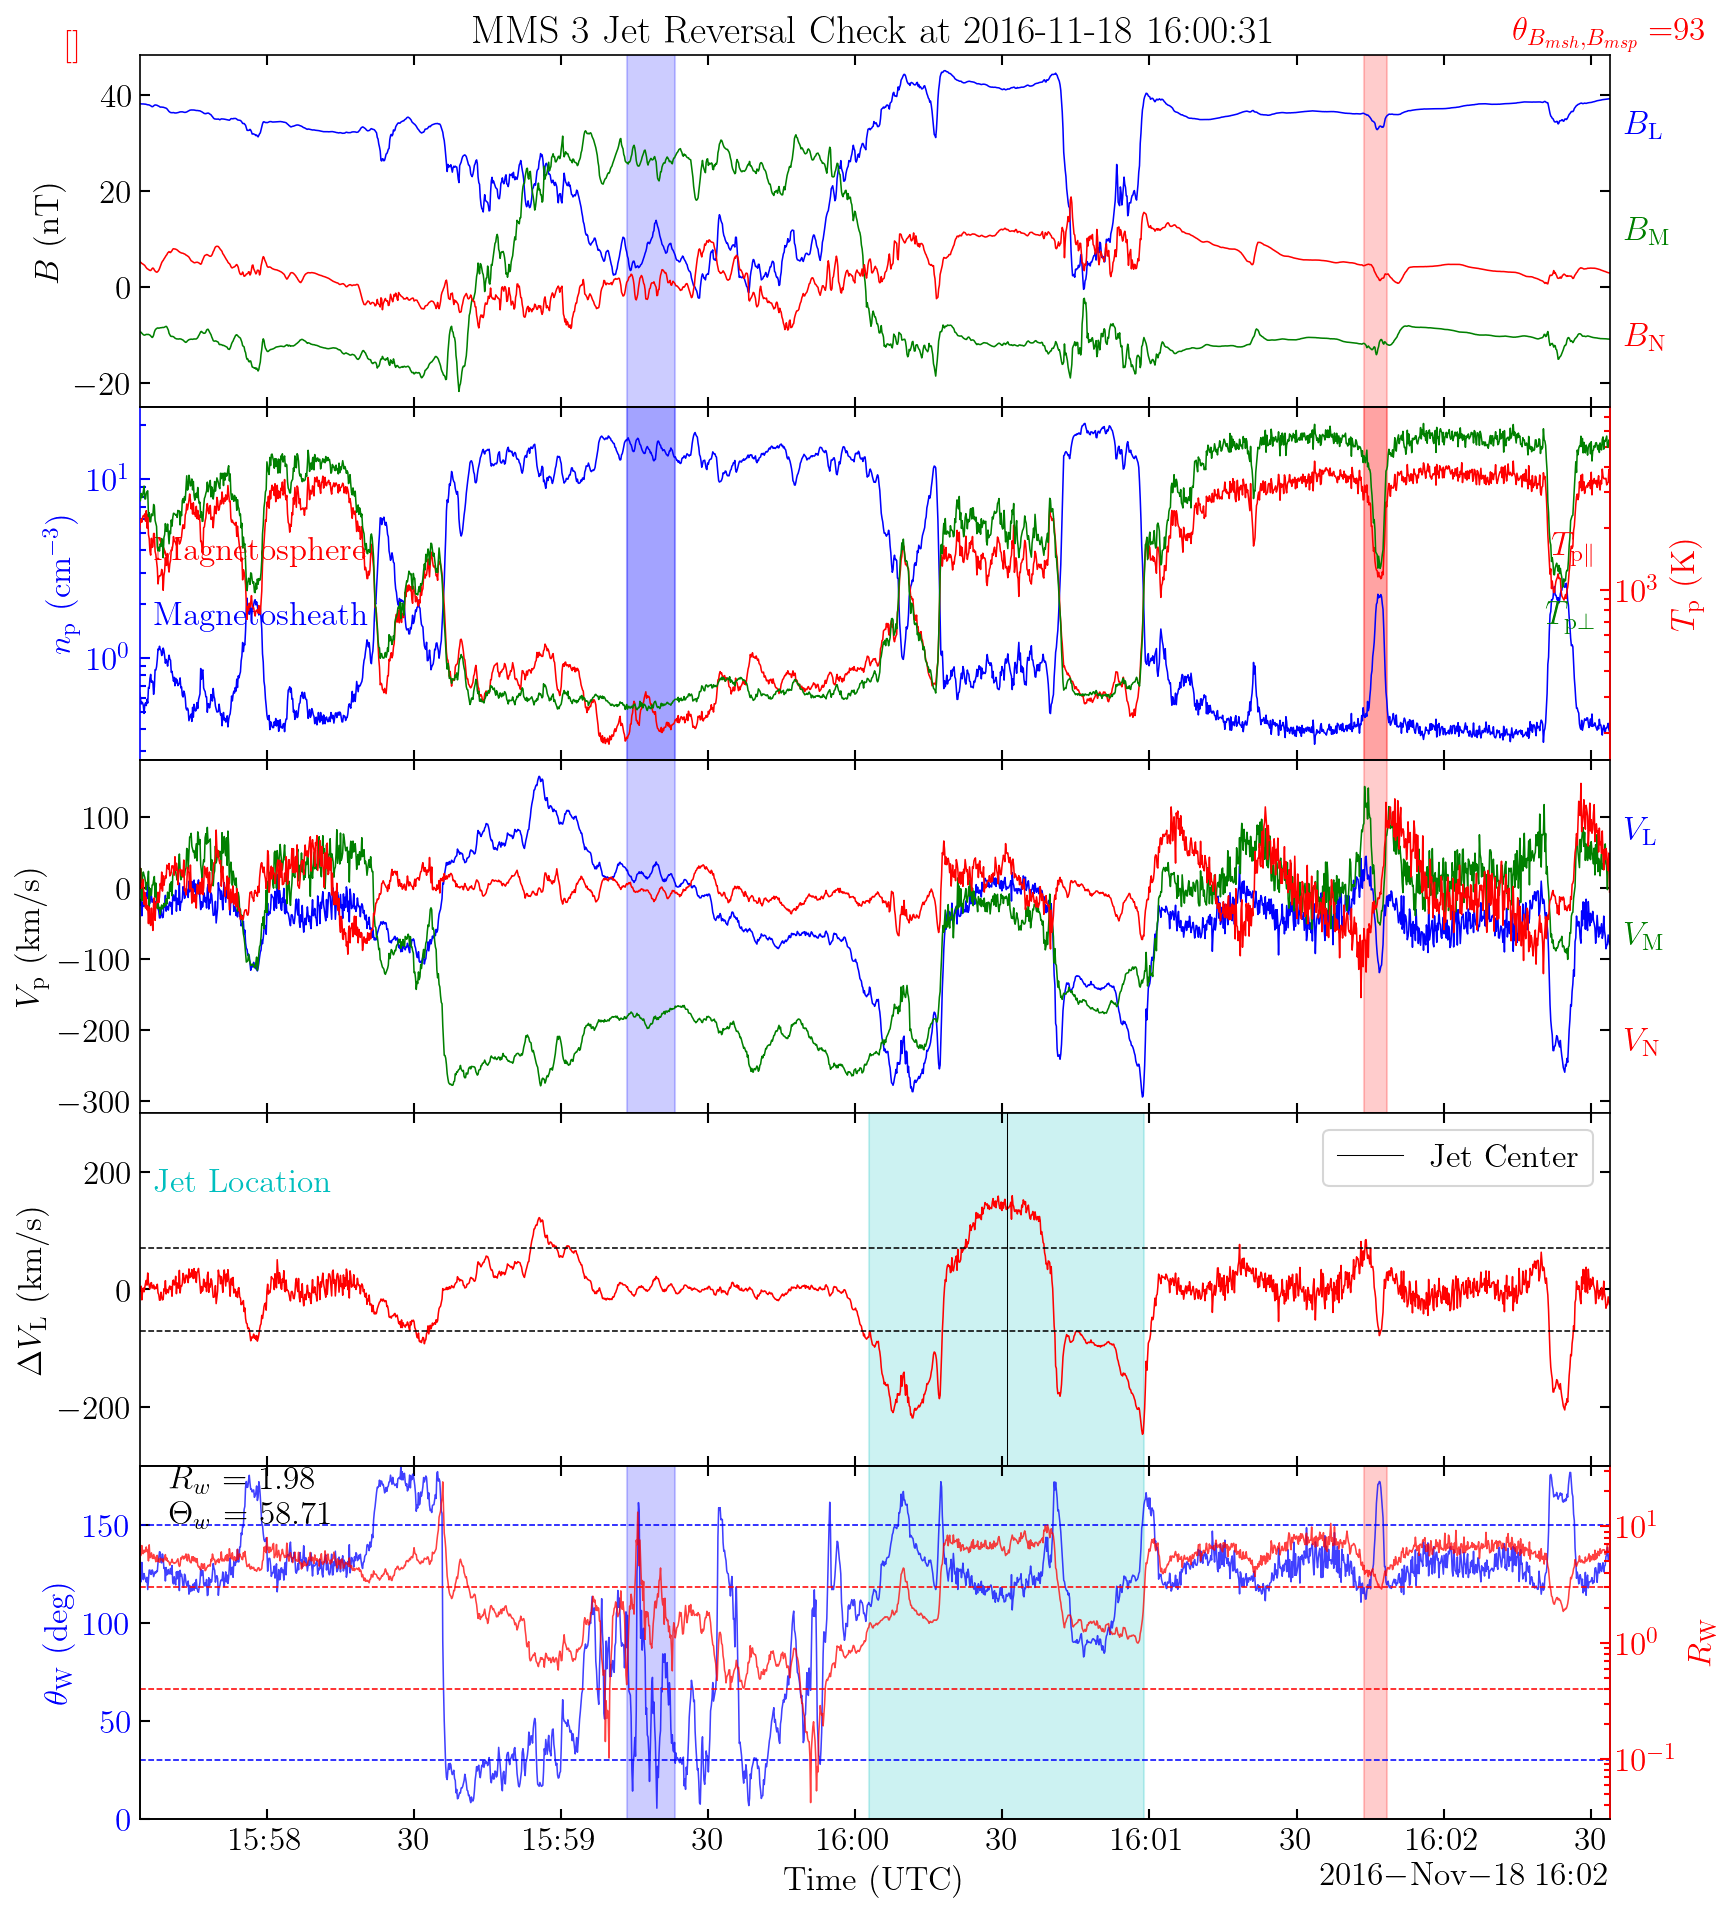 MMS 3 Jet Reversal Check at 2016-11-18 16:00:31
θ_{B_{msh},B_{msp}} =93
[]
40
20
0
−20
B (nT)
B_L
B_M
B_N
10^1
10^0
n_p (cm^{−3})
Magnetosphere
Magnetosheath
T_{p∥}
T_{p⊥}
10^3
T_p (K)
100
0
−100
−200
−300
V_p (km/s)
V_L
V_M
V_N
200
0
−200
ΔV_L (km/s)
Jet Location
Jet Center
R_w = 1.98
Θ_w = 58.71
150
100
50
0
θ_W (deg)
10^1
10^0
10^{−1}
R_W
15:58 30 15:59 30 16:00 30 16:01 30 16:02 30
Time (UTC)
2016−Nov−18 16:02